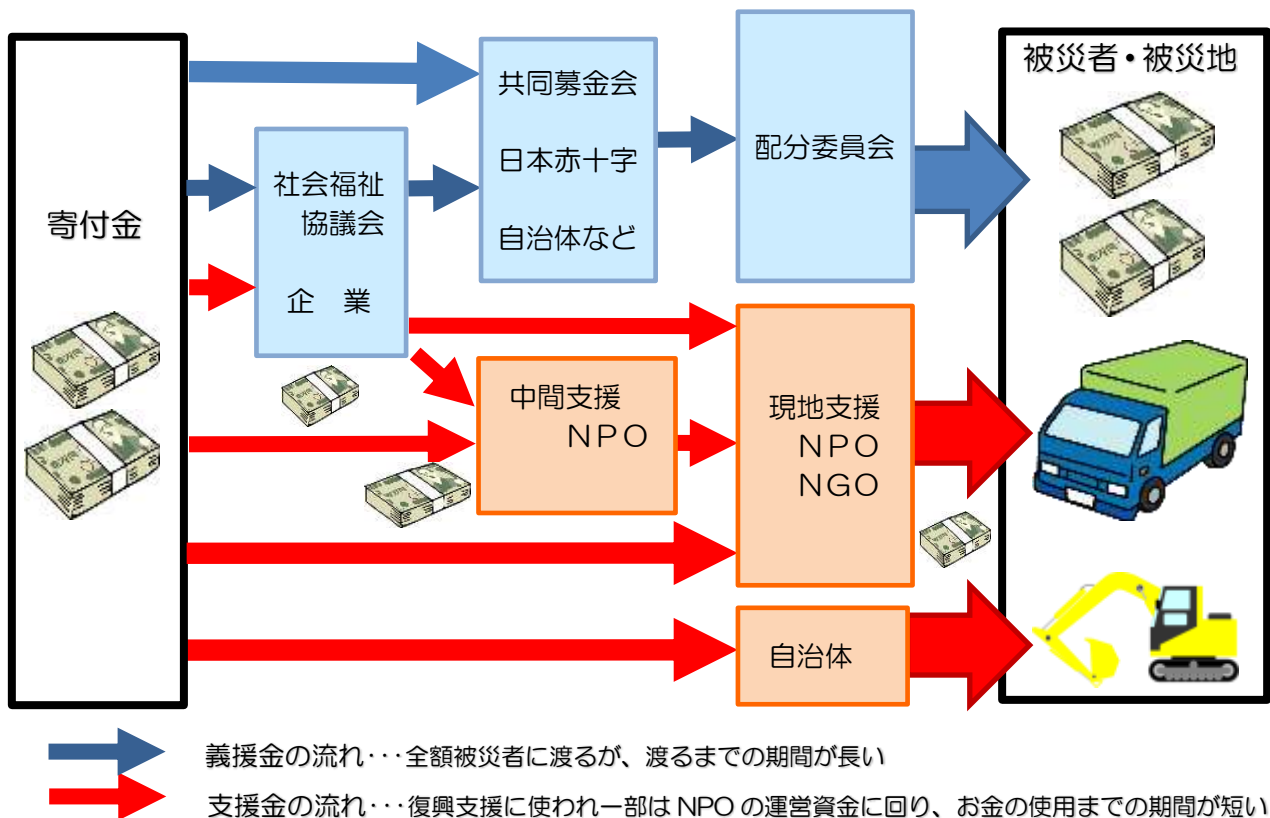 寄付金
社会福祉
協議会
企　業
共同募金会
日本赤十字
自治体など
配分委員会
中間支援
ＮＰＯ
現地支援
ＮＰＯ
ＮＧＯ
自治体
被災者・被災地
義援金の流れ･･･全額被災者に渡るが、渡るまでの期間が長い
支援金の流れ･･･復興支援に使われ一部は NPO の運営資金に回り、お金の使用までの期間が短い